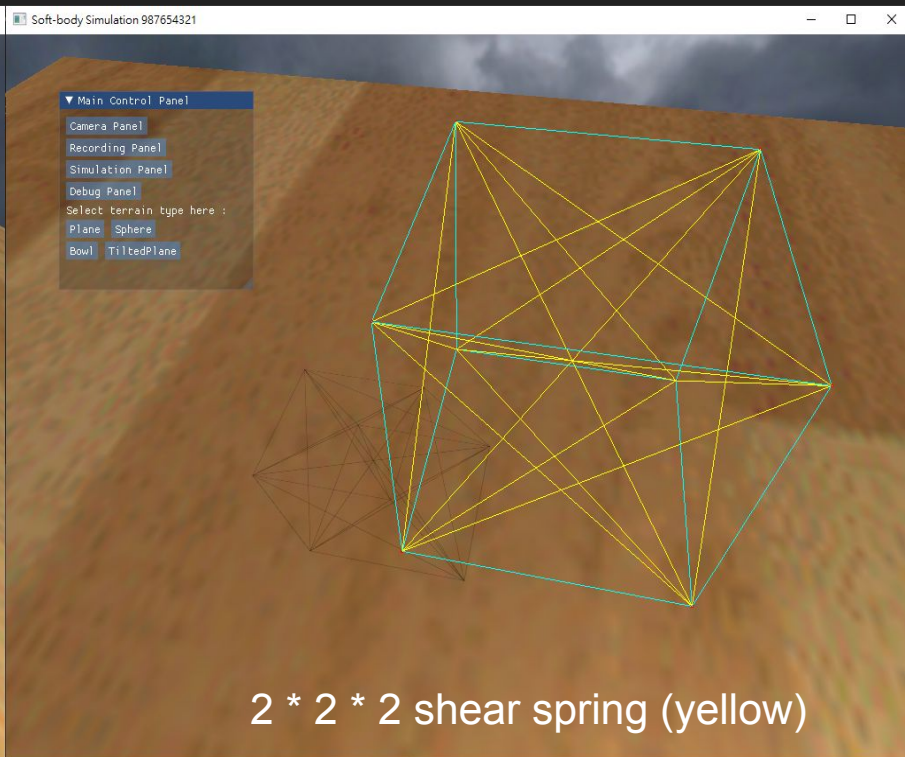 Soft-body Simulation 987654321
Main Control Panel
Camera Panel
Recording Panel
Simulation Panel
Debug Panel
Select terrain type here :
Plane Sphere
Bowl TiltedPlane
2 * 2 * 2 shear spring (yellow)